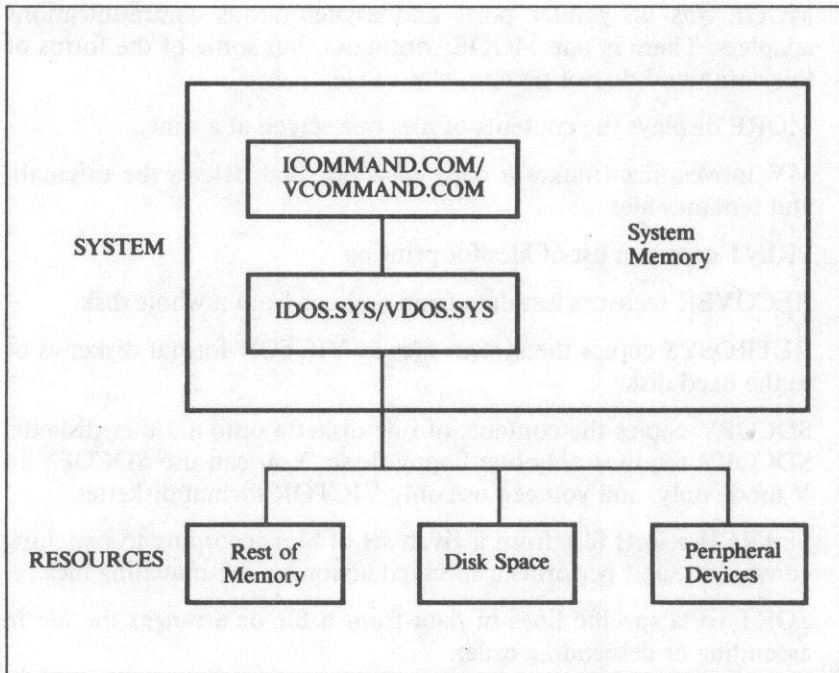 ICOMMAND.COM/
VCOMMAND.COM
SYSTEM
System
Memory
IDOS.SYS/VDOS.SYS
RESOURCES
Rest of
Memory
Disk Space
Peripheral
Devices